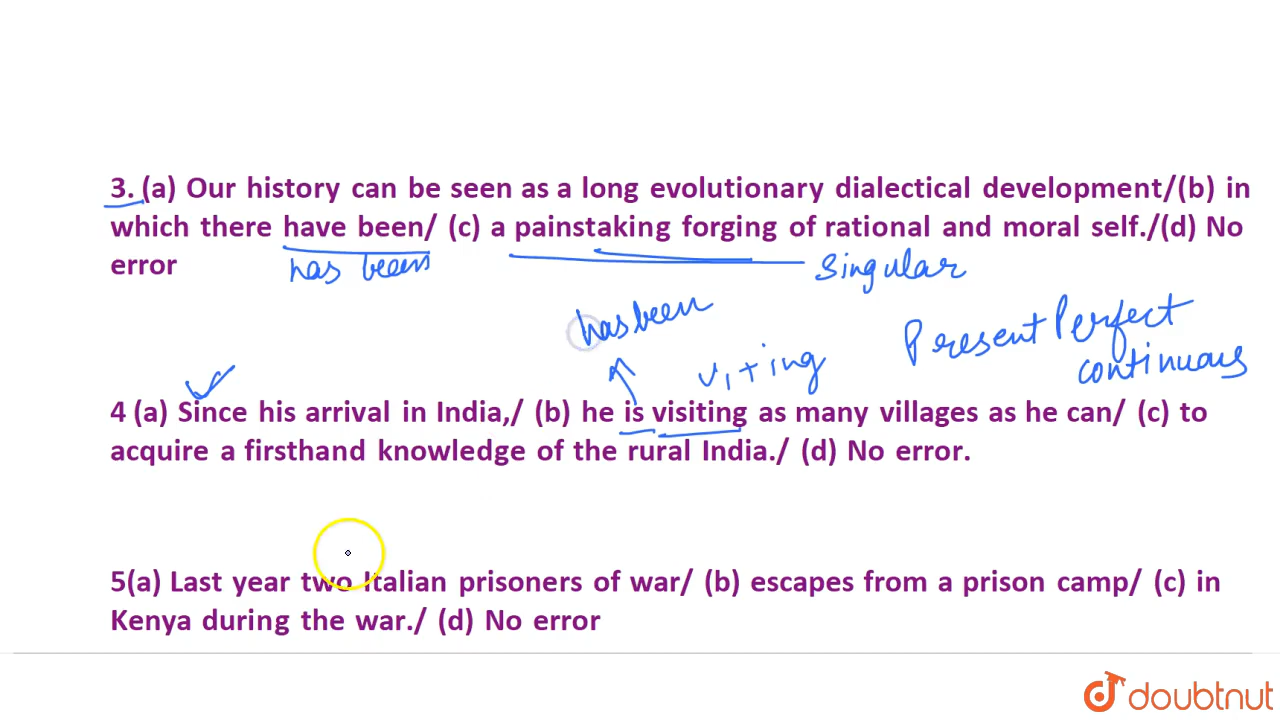 3. (a) Our history can be seen as a long evolutionary dialectical development/(b) in
which there have been/ (c) a painstaking forging of rational and moral self./(d) No
error
has been
singular
has been
v1 + ing
Present Perfect
continuous
4 (a) Since his arrival in India,/ (b) he is visiting as many villages as he can/ (c) to
acquire a firsthand knowledge of the rural India./ (d) No error.
5(a) Last year two Italian prisoners of war/ (b) escapes from a prison camp/ (c) in
Kenya during the war./ (d) No error
doubtnut